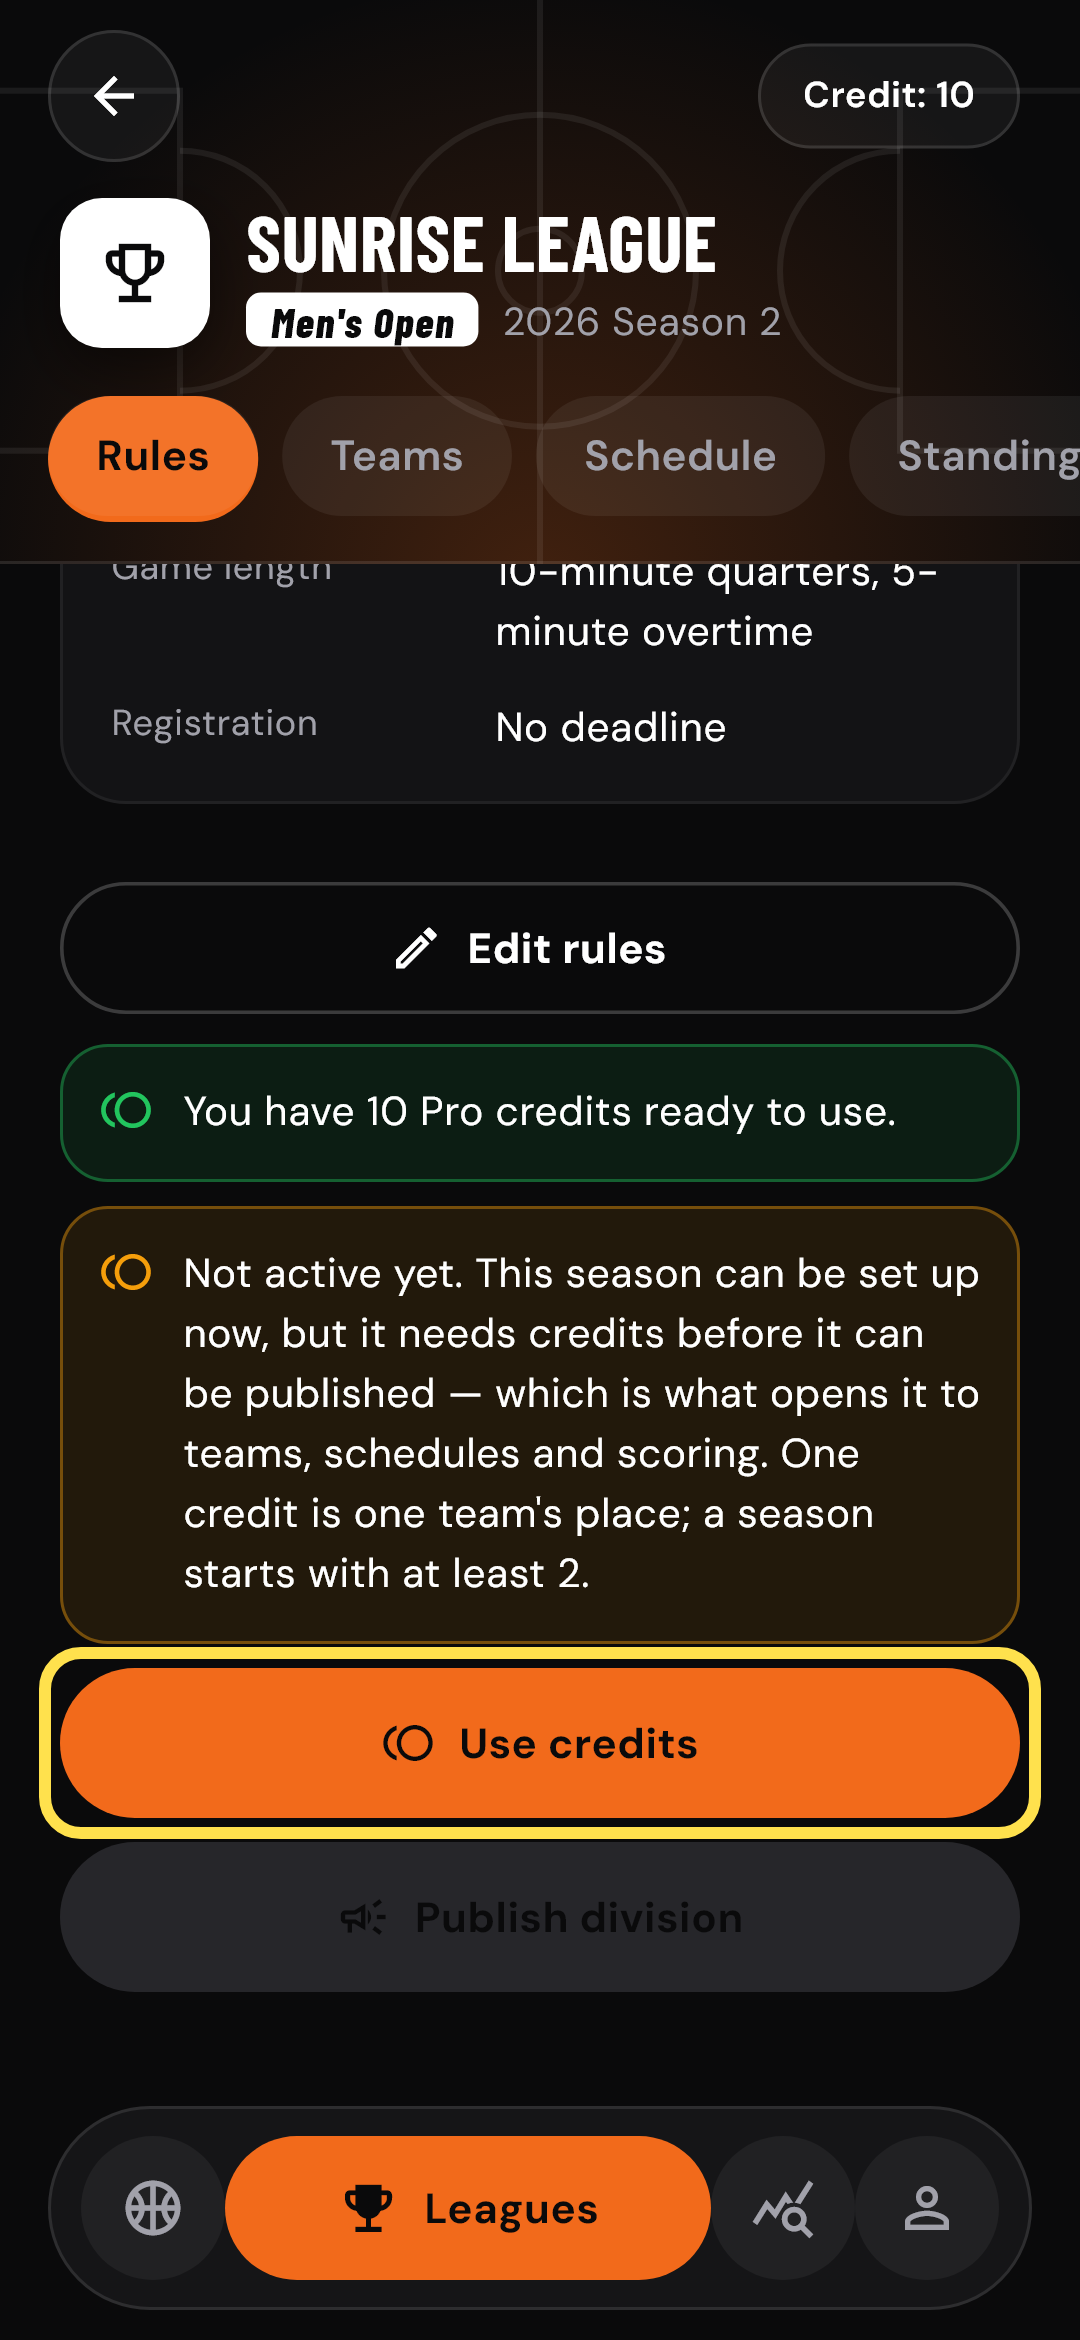 Credit: 10
SUNRISE LEAGUE
Men's Open
2026 Season 2
Rules
Teams
Schedule
Standing
Game length
10-minute quarters, 5-
minute overtime
Registration
No deadline
Edit rules
You have 10 Pro credits ready to use.
Not active yet. This season can be set up
now, but it needs credits before it can
be published — which is what opens it to
teams, schedules and scoring. One
credit is one team's place; a season
starts with at least 2.
Use credits
Publish division
Leagues